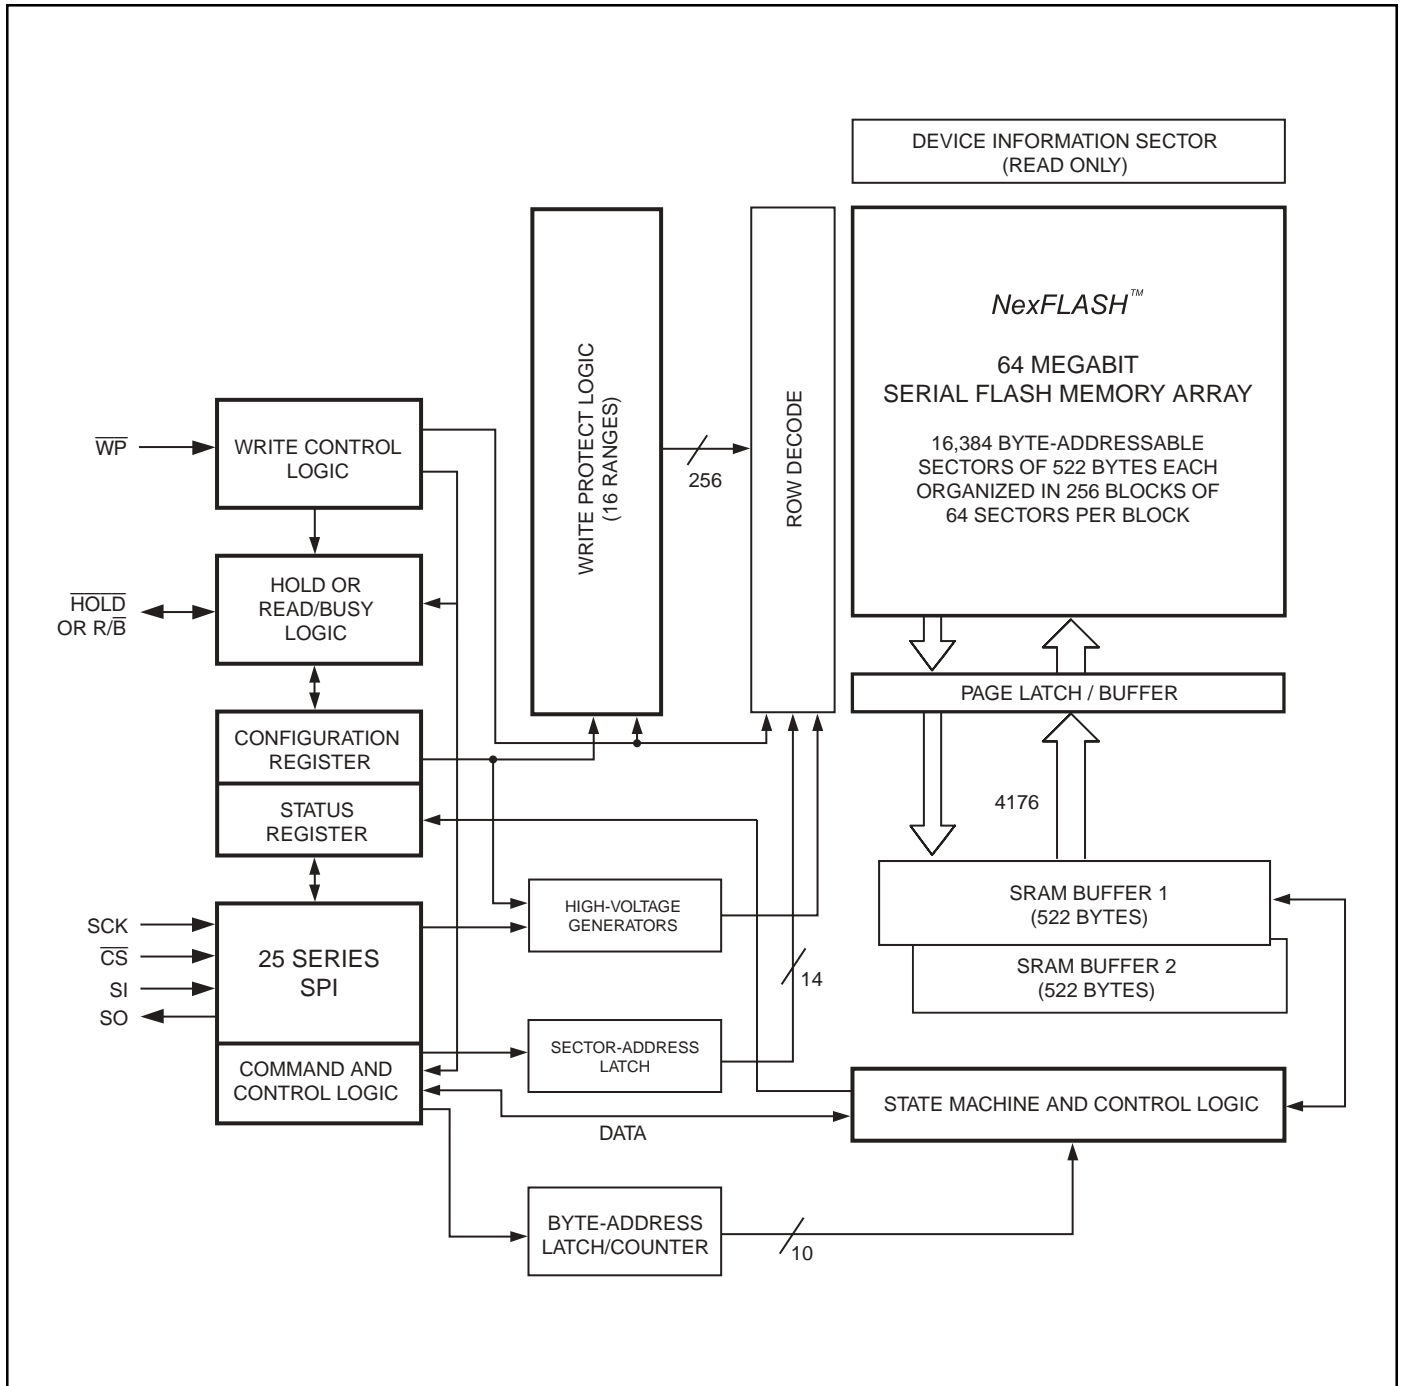 DEVICE INFORMATION SECTOR
(READ ONLY)
NexFLASH™
64 MEGABIT
SERIAL FLASH MEMORY ARRAY
16,384 BYTE-ADDRESSABLE
SECTORS OF 522 BYTES EACH
ORGANIZED IN 256 BLOCKS OF
64 SECTORS PER BLOCK
WRITE PROTECT LOGIC
(16 RANGES)
256
ROW DECODE
W̅P̅
WRITE CONTROL
LOGIC
H̅O̅L̅D̅
OR R/B̅
HOLD OR
READ/BUSY
LOGIC
PAGE LATCH / BUFFER
CONFIGURATION
REGISTER
STATUS
REGISTER
4176
SCK
C̅S̅
SI
SO
25 SERIES
SPI
HIGH-VOLTAGE
GENERATORS
14
SRAM BUFFER 1
(522 BYTES)
SRAM BUFFER 2
(522 BYTES)
COMMAND AND
CONTROL LOGIC
SECTOR-ADDRESS
LATCH
STATE MACHINE AND CONTROL LOGIC
DATA
BYTE-ADDRESS
LATCH/COUNTER
10